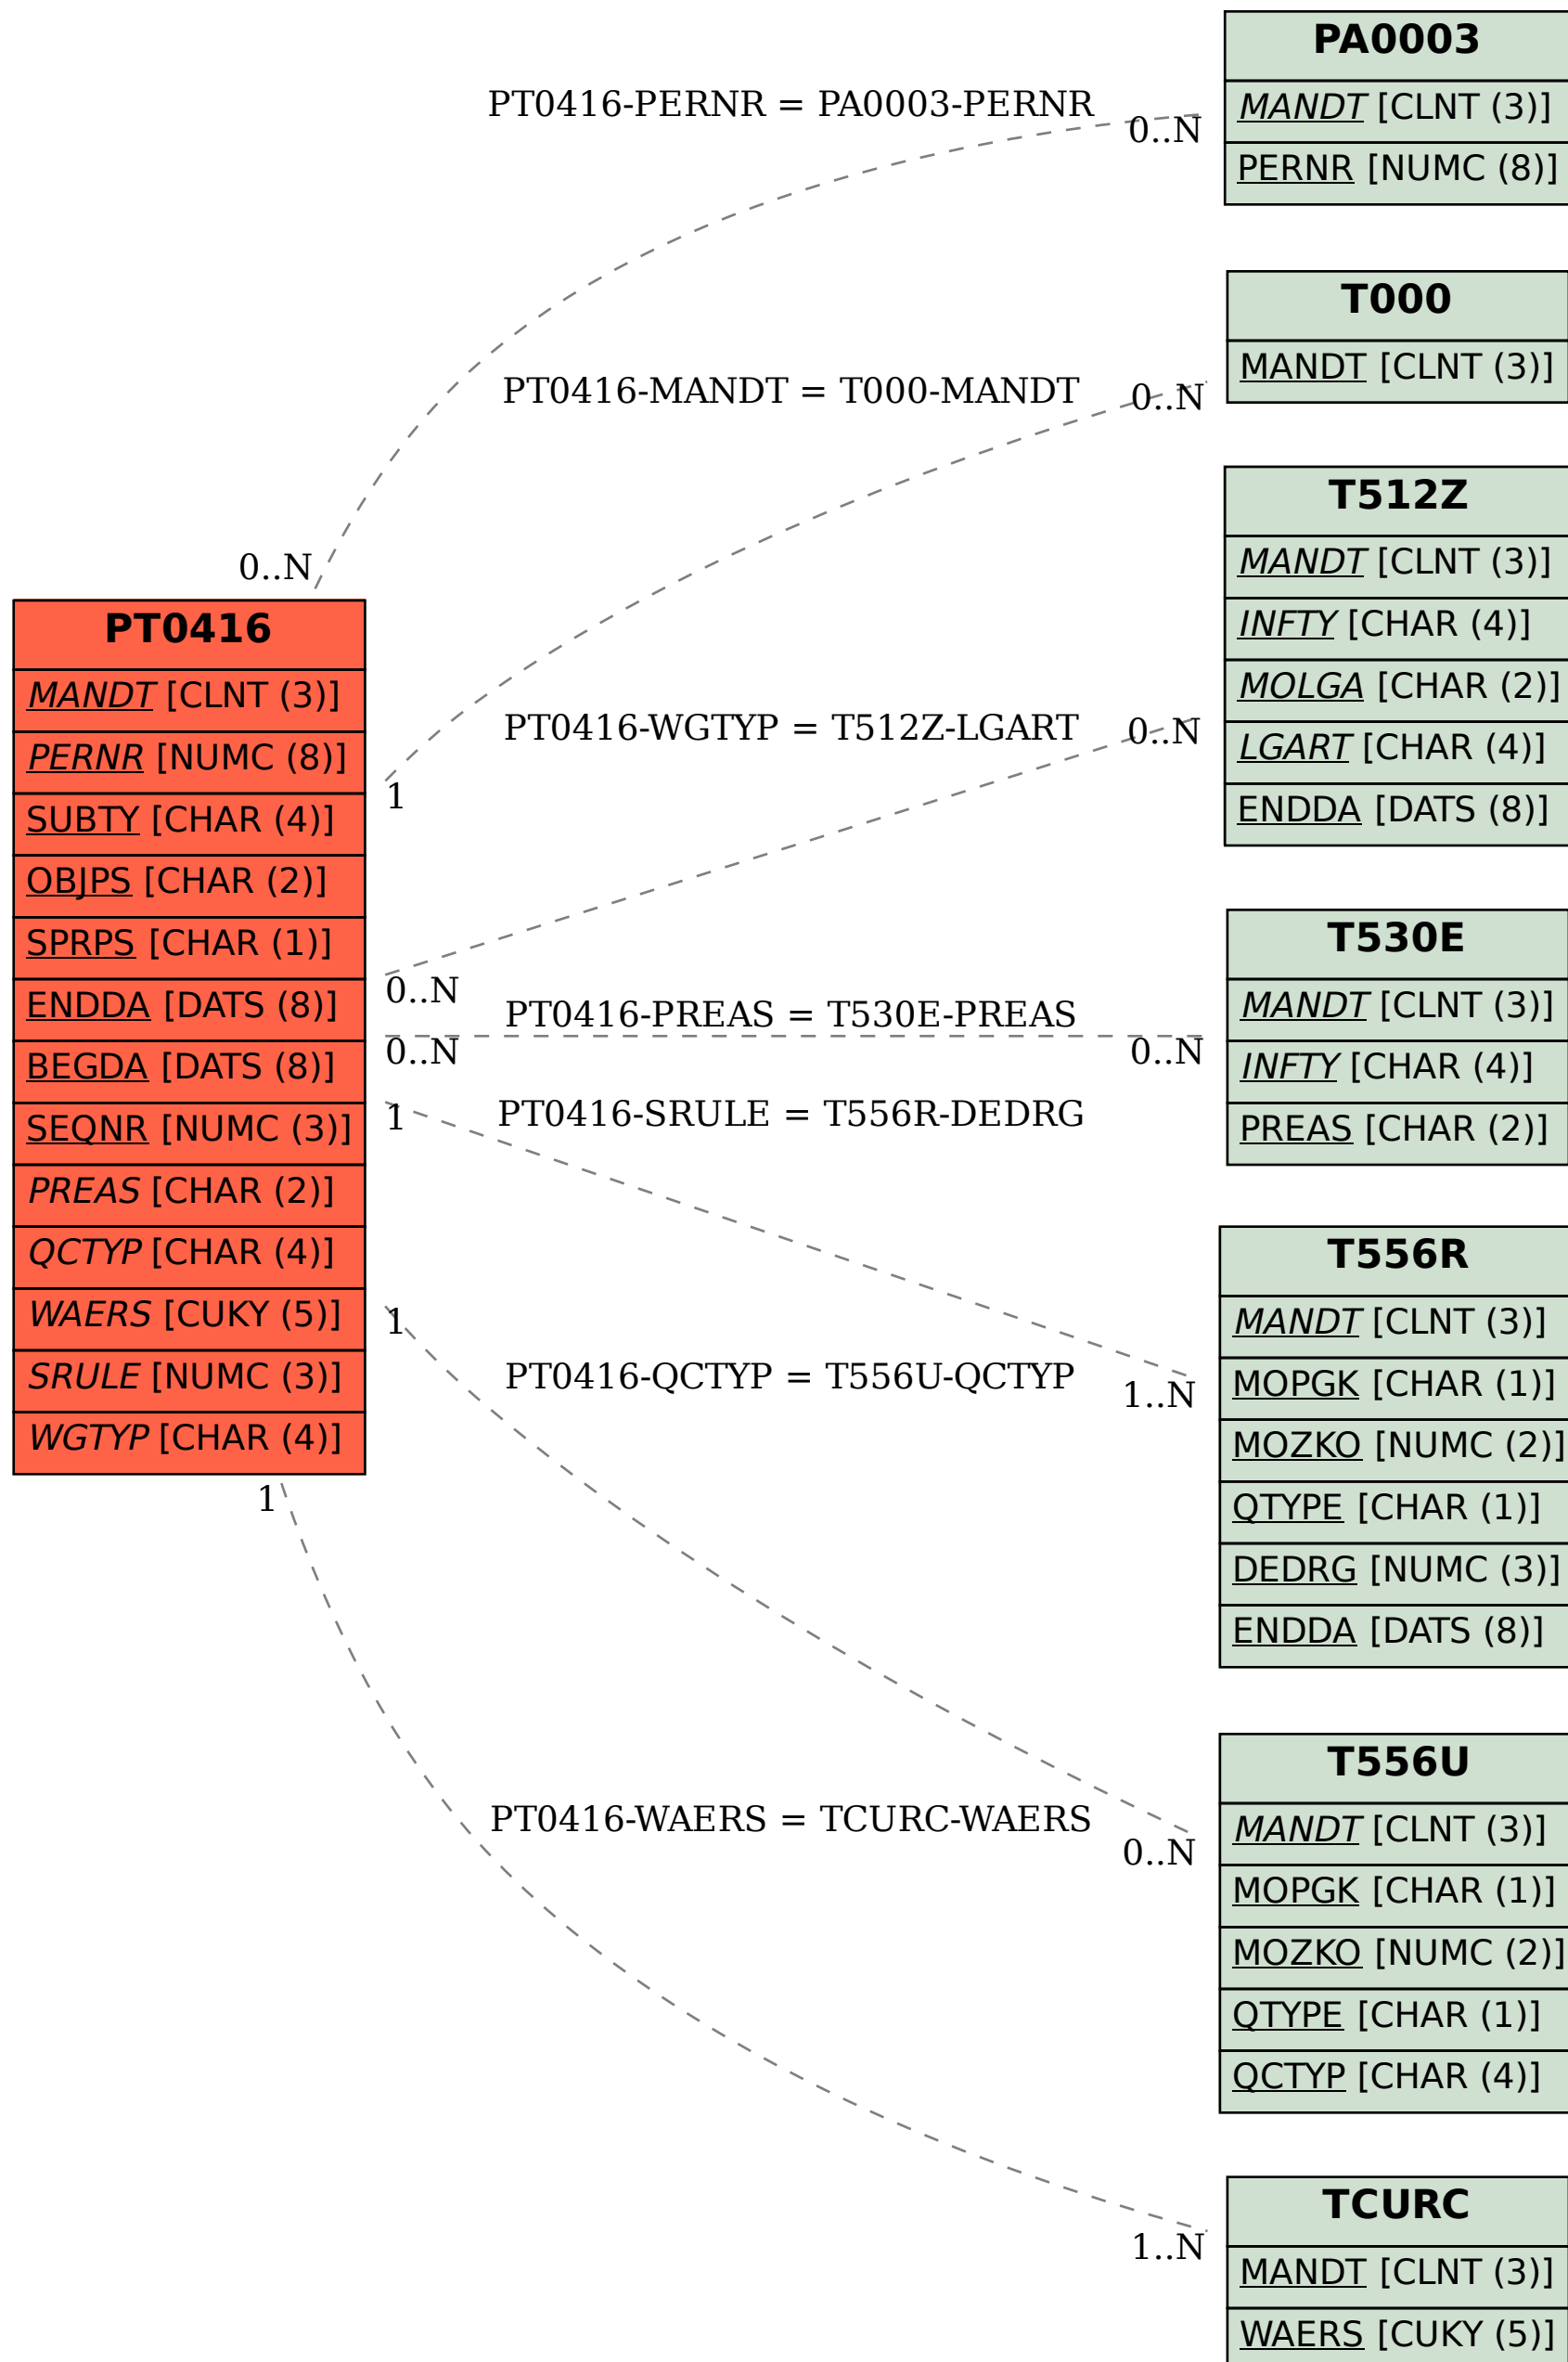 PA0003
MANDT [CLNT (3)]
PERNR [NUMC (8)]
PT0416-PERNR = PA0003-PERNR
0..N
0..N
T000
MANDT [CLNT (3)]
PT0416-MANDT = T000-MANDT
0..N
1
T512Z
MANDT [CLNT (3)]
INFTY [CHAR (4)]
MOLGA [CHAR (2)]
LGART [CHAR (4)]
ENDDA [DATS (8)]
PT0416-WGTYP = T512Z-LGART
0..N
0..N
PT0416
MANDT [CLNT (3)]
PERNR [NUMC (8)]
SUBTY [CHAR (4)]
OBJPS [CHAR (2)]
SPRPS [CHAR (1)]
ENDDA [DATS (8)]
BEGDA [DATS (8)]
SEQNR [NUMC (3)]
PREAS [CHAR (2)]
QCTYP [CHAR (4)]
WAERS [CUKY (5)]
SRULE [NUMC (3)]
WGTYP [CHAR (4)]
T530E
MANDT [CLNT (3)]
INFTY [CHAR (4)]
PREAS [CHAR (2)]
PT0416-PREAS = T530E-PREAS
0..N
0..N
PT0416-SRULE = T556R-DEDRG
1
1..N
T556R
MANDT [CLNT (3)]
MOPGK [CHAR (1)]
MOZKO [NUMC (2)]
QTYPE [CHAR (1)]
DEDRG [NUMC (3)]
ENDDA [DATS (8)]
PT0416-QCTYP = T556U-QCTYP
1
0..N
T556U
MANDT [CLNT (3)]
MOPGK [CHAR (1)]
MOZKO [NUMC (2)]
QTYPE [CHAR (1)]
QCTYP [CHAR (4)]
PT0416-WAERS = TCURC-WAERS
1
1..N
TCURC
MANDT [CLNT (3)]
WAERS [CUKY (5)]